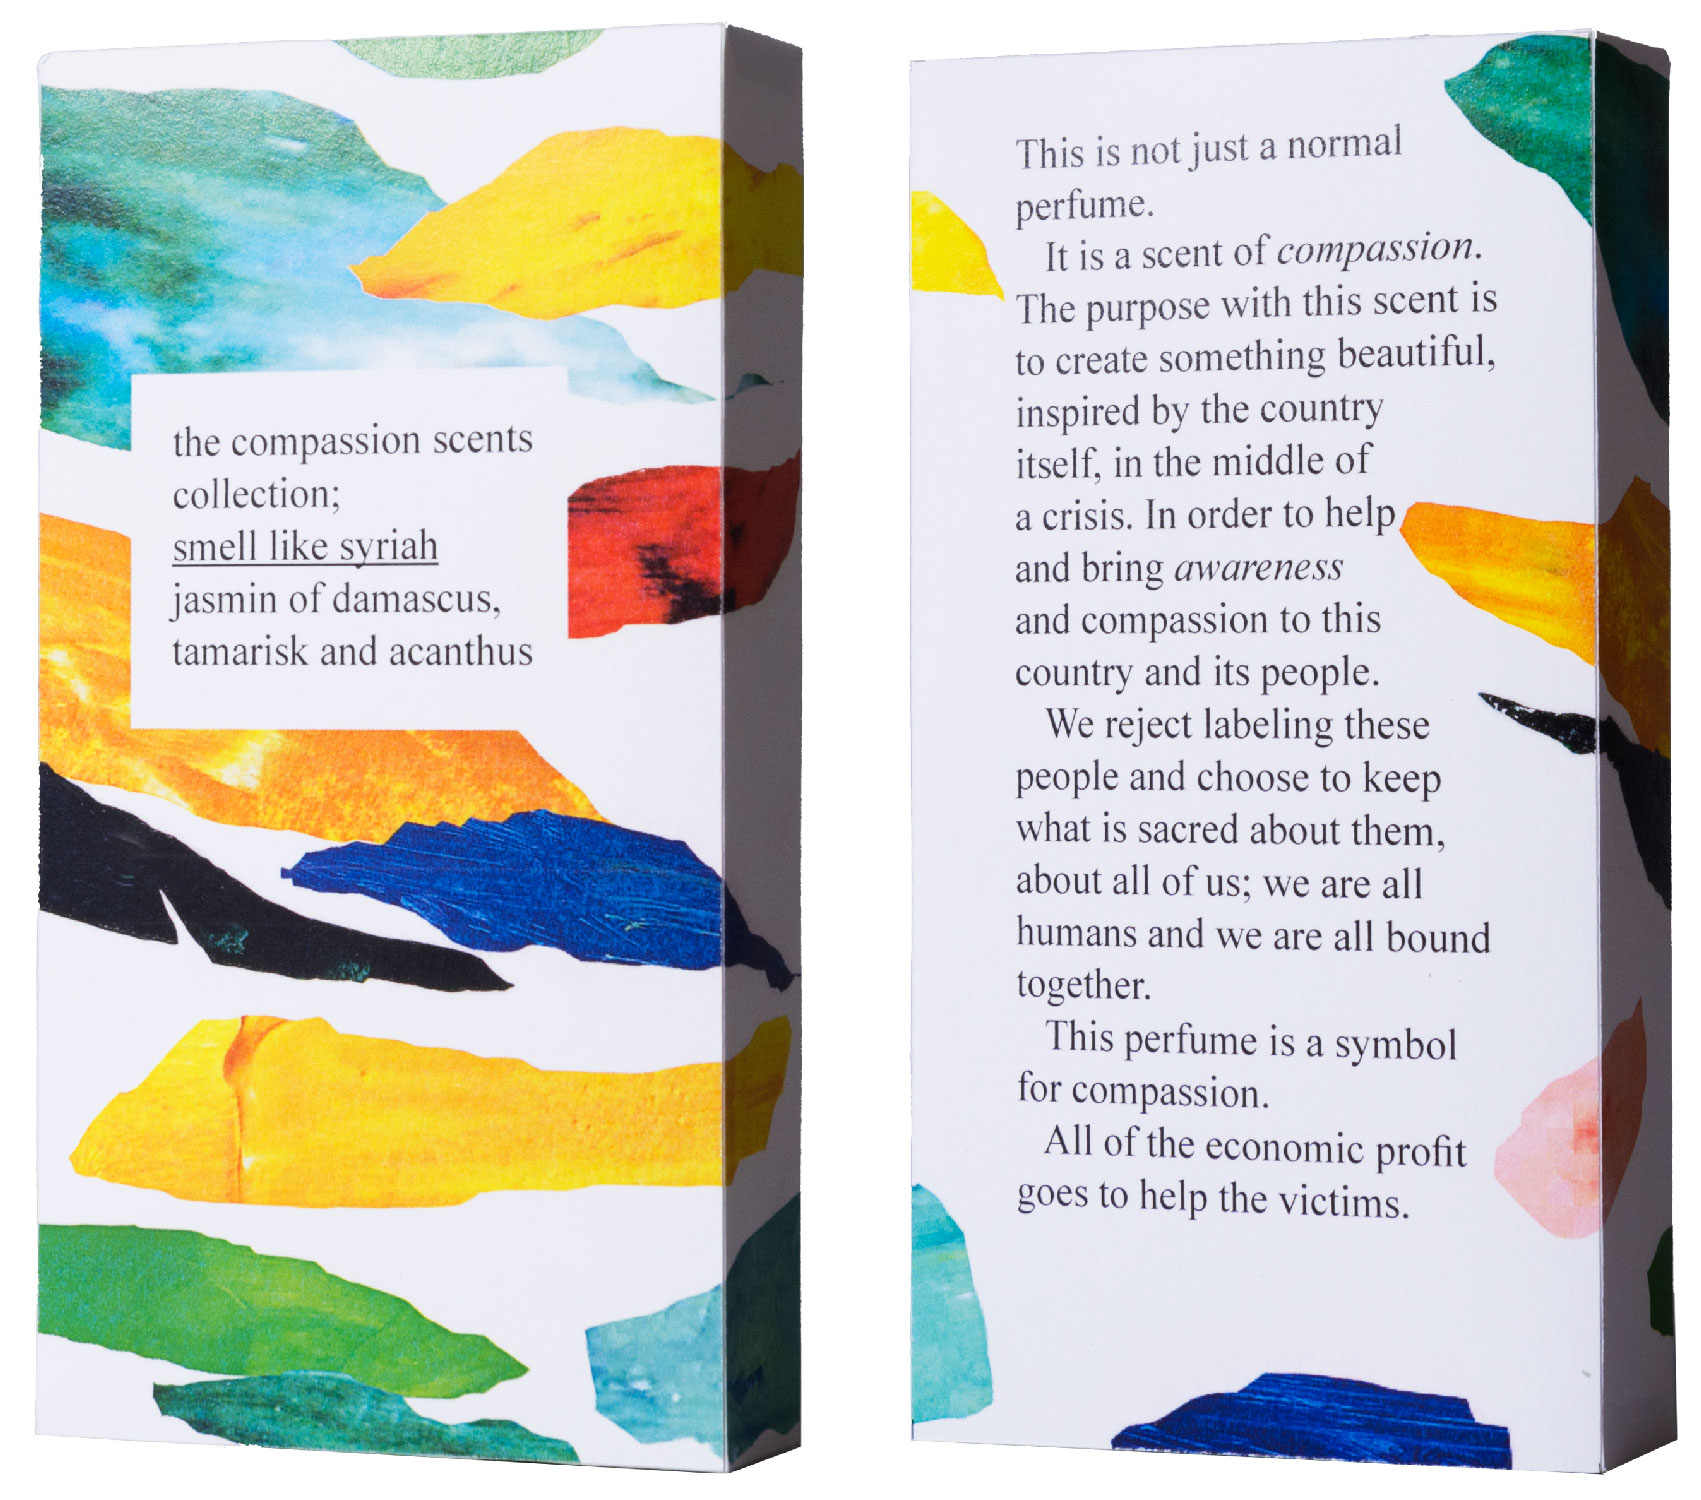 the compassion scents
collection;
smell like syriah
jasmin of damascus,
tamarisk and acanthus
This is not just a normal
perfume.
It is a scent of compassion.
The purpose with this scent is
to create something beautiful,
inspired by the country
itself, in the middle of
a crisis. In order to help
and bring awareness
and compassion to this
country and its people.
We reject labeling these
people and choose to keep
what is sacred about them,
about all of us; we are all
humans and we are all bound
together.
This perfume is a symbol
for compassion.
All of the economic profit
goes to help the victims.